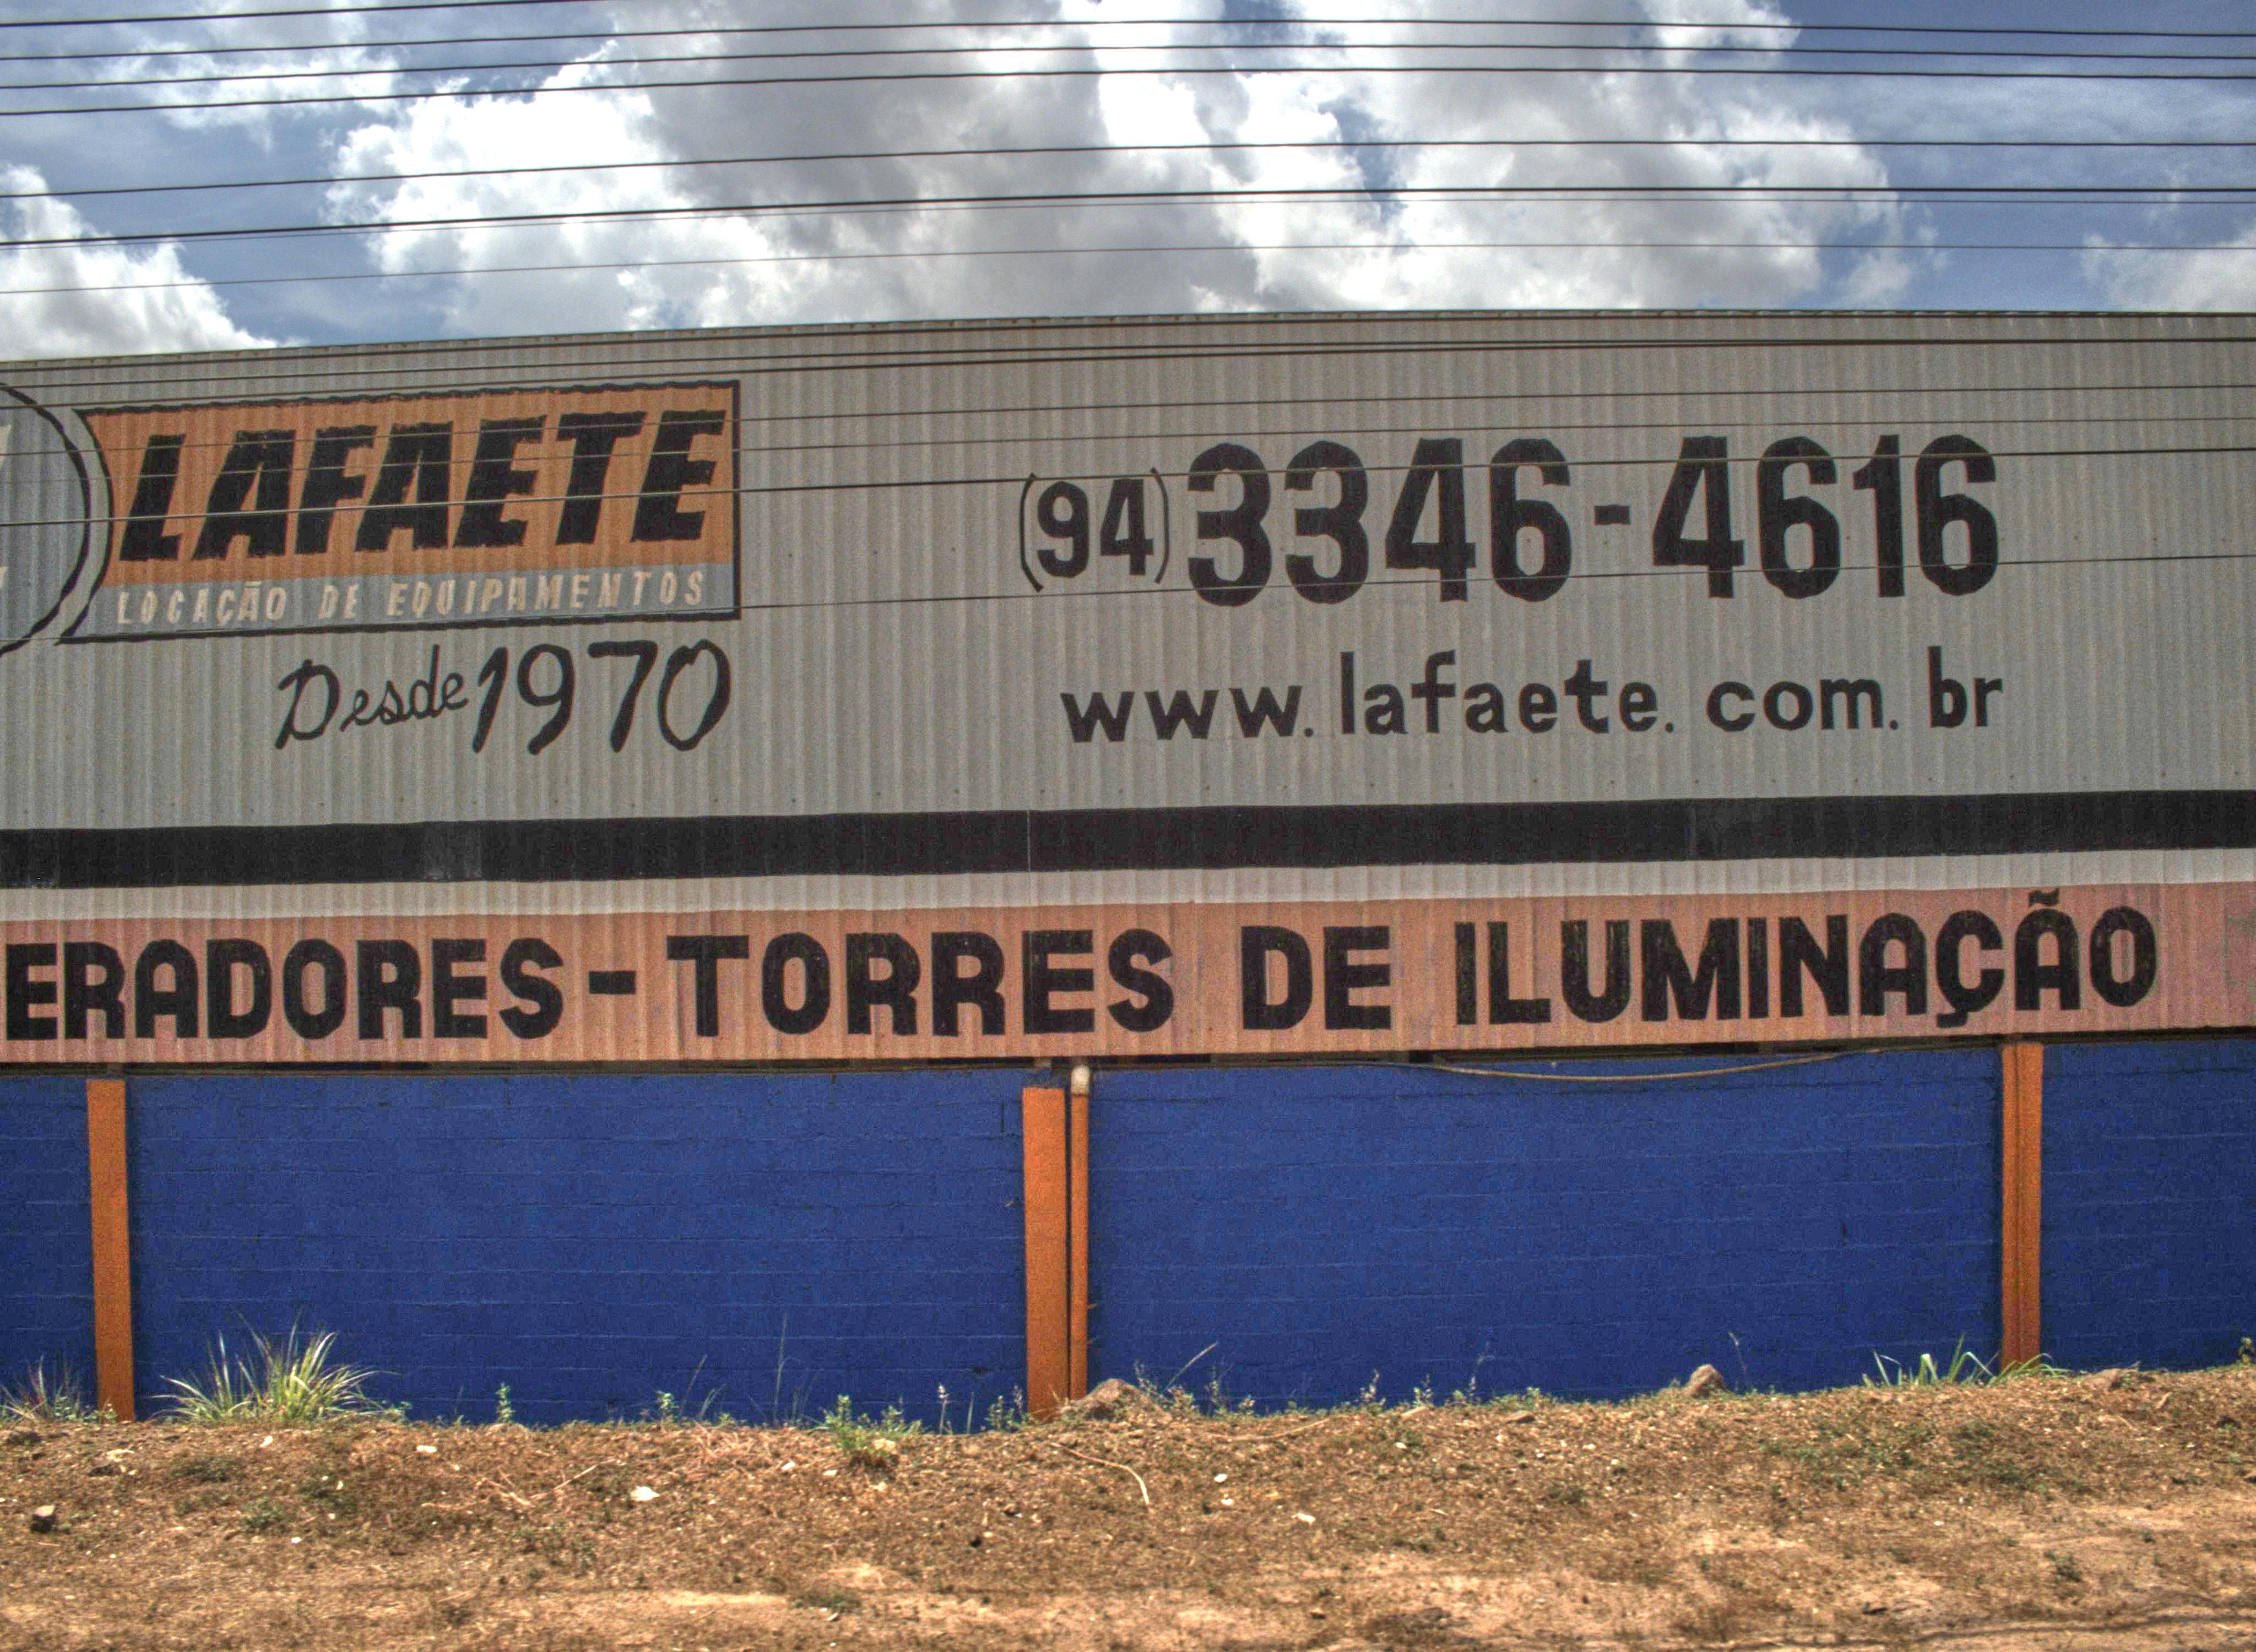 LAFAETE
LOCAÇÃO DE EQUIPAMENTOS
Desde 1970
(94) 3346-4616
www.lafaete.com.br
ERADORES - TORRES DE ILUMINAÇÃO